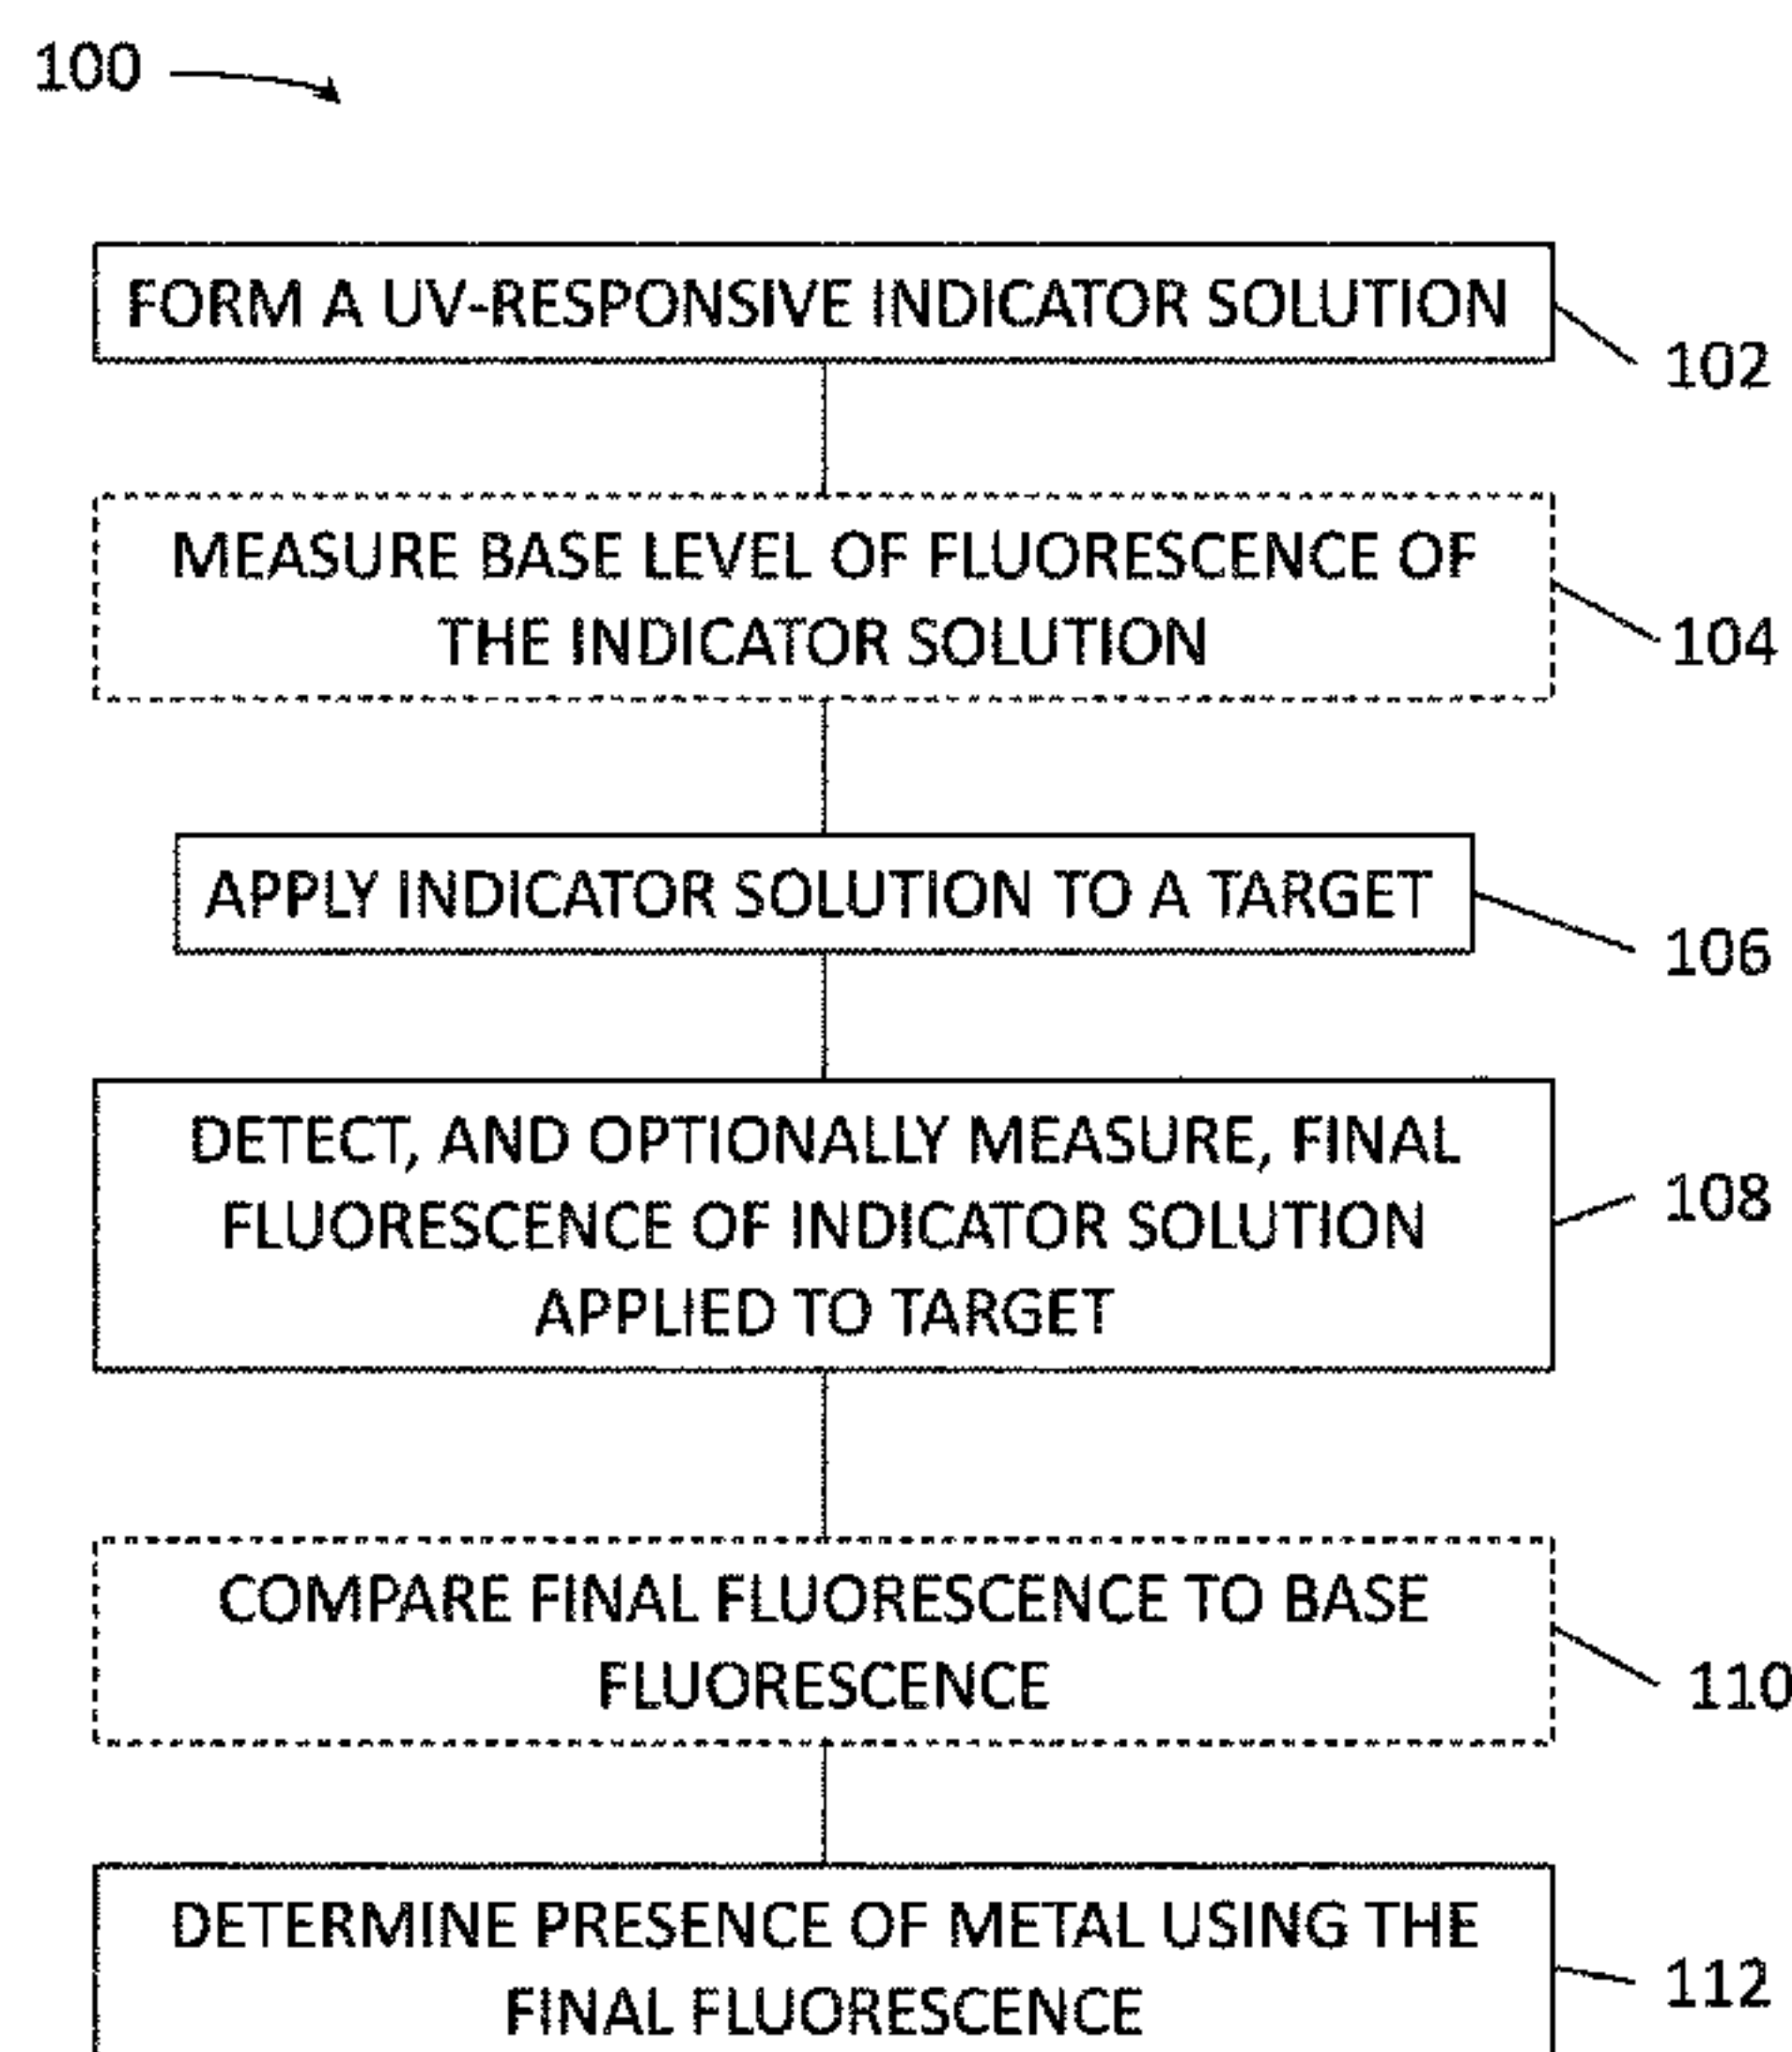 100
FORM A UV-RESPONSIVE INDICATOR SOLUTION
102
MEASURE BASE LEVEL OF FLUORESCENCE OF
THE INDICATOR SOLUTION
104
APPLY INDICATOR SOLUTION TO A TARGET
106
DETECT, AND OPTIONALLY MEASURE, FINAL
FLUORESCENCE OF INDICATOR SOLUTION
APPLIED TO TARGET
108
COMPARE FINAL FLUORESCENCE TO BASE
FLUORESCENCE
110
DETERMINE PRESENCE OF METAL USING THE
FINAL FLUORESCENCE
112